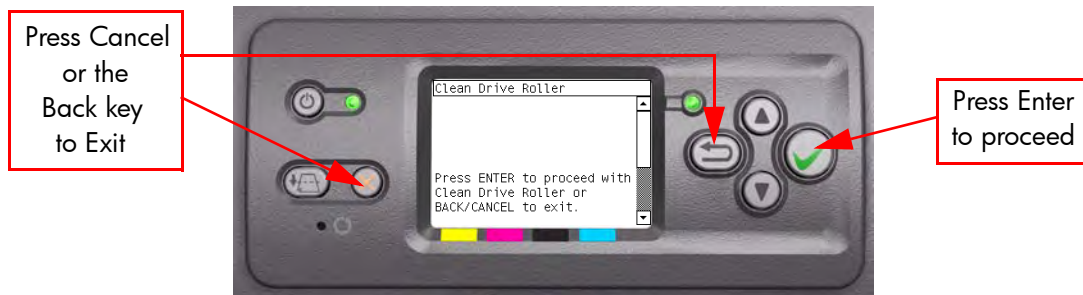 Press Cancel
or the
Back key
to Exit
Clean Drive Roller
Press ENTER to proceed with
Clean Drive Roller or
BACK/CANCEL to exit.
Press Enter
to proceed